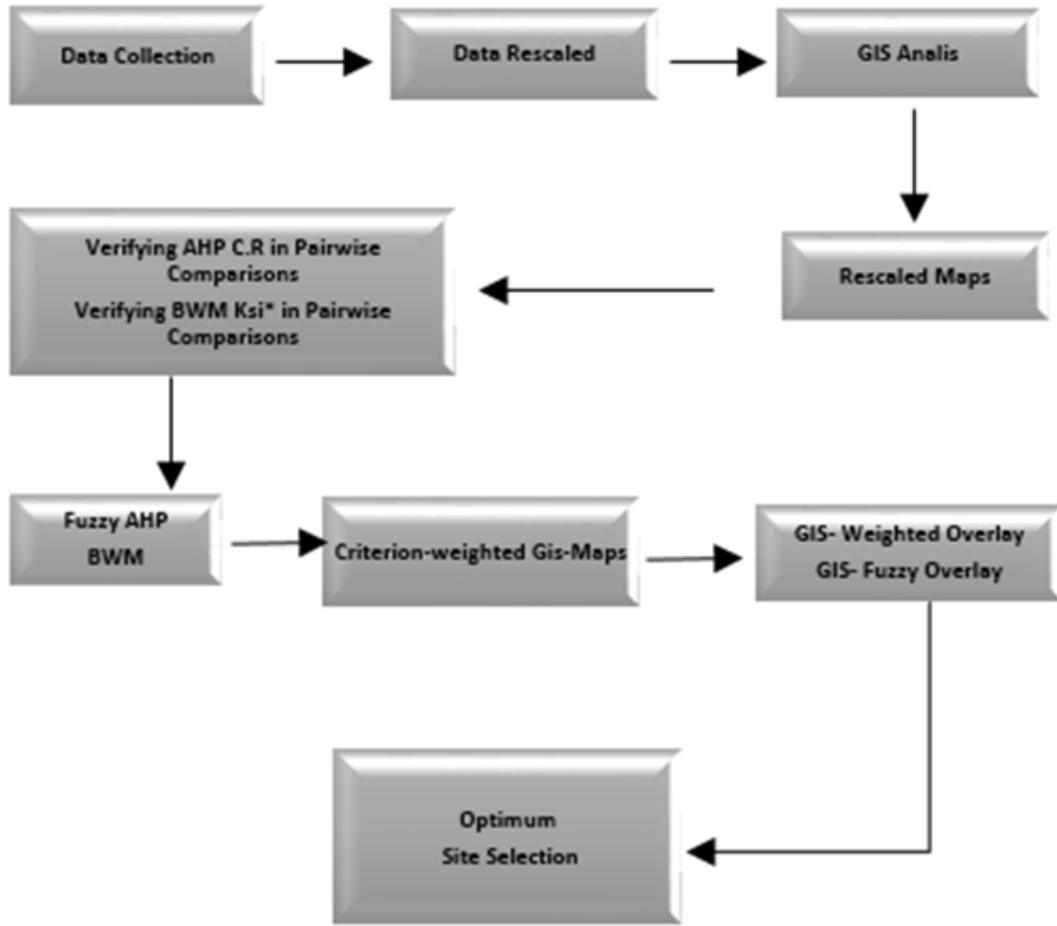 Data Collection
Data Rescaled
GIS Analis
Rescaled Maps
Verifying AHP C.R in Pairwise
Comparisons
Verifying BWM Ksi* in Pairwise
Comparisons
Fuzzy AHP
BWM
Criterion-weighted Gis-Maps
GIS- Weighted Overlay
GIS- Fuzzy Overlay
Optimum
Site Selection